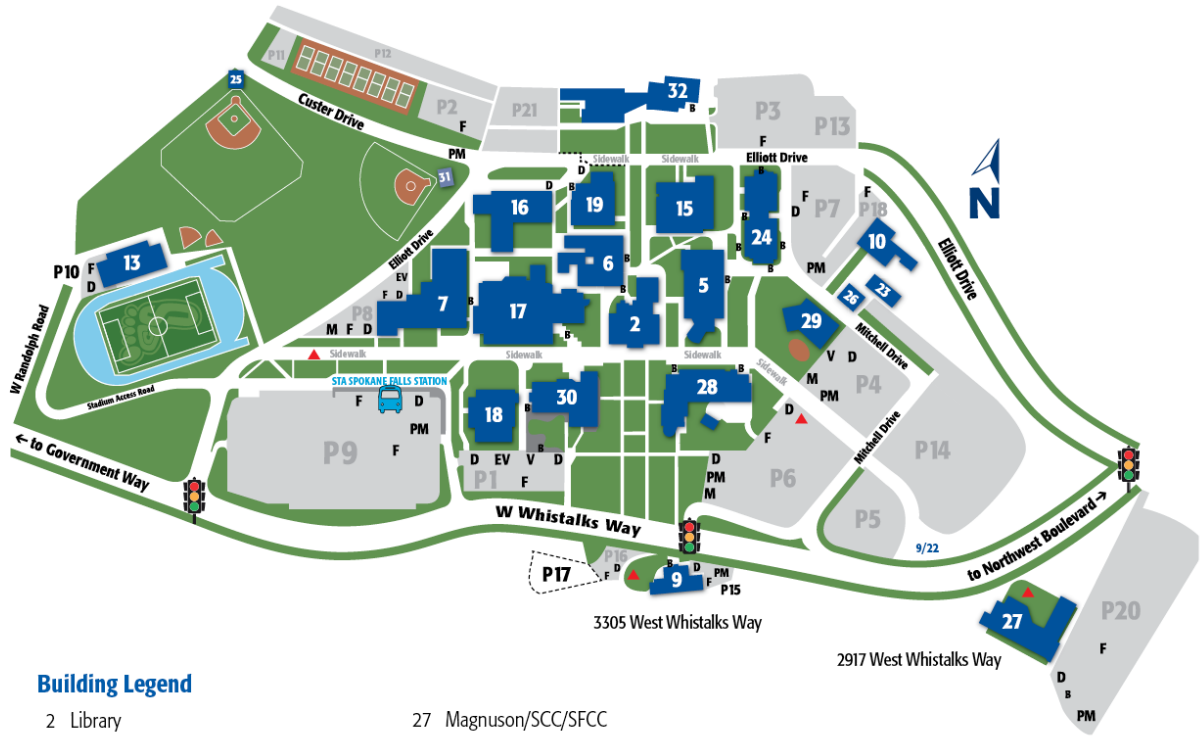 P11
P12
25
Custer Drive
P2
F
P21
32
B
P3
F
P13
PM
Sidewalk
Sidewalk
Elliott Drive
31
D
D
B
B
16
19
15
B
24
B
B
B
F
D
P7
F
P18
10
N
Elliott Drive
Elliott Drive
P10
F
D
13
EV
F
D
P8
M F D
7
B
17
B
6
B
2
5
B
PM
26
23
29
Mitchell Drive
W Randolph Road
Stadium Access Road
Sidewalk
Sidewalk
Sidewalk
Sidewalk
STA SPOKANE FALLS STATION
F
D
PM
F
P9
18
B
30
B
B
28
B
V D
M
PM
P4
D
F
Mitchell Drive
P14
← to Government Way
D EV V D
P1
F
D
PM
M
P6
P5
W Whistalks Way
9/22
to Northwest Boulevard →
P17
P16
D
F
B
9
D
F
PM
P15
3305 West Whistalks Way
27
2917 West Whistalks Way
P20
F
D
B
PM
Building Legend
2 Library
27 Magnuson/SCC/SFCC